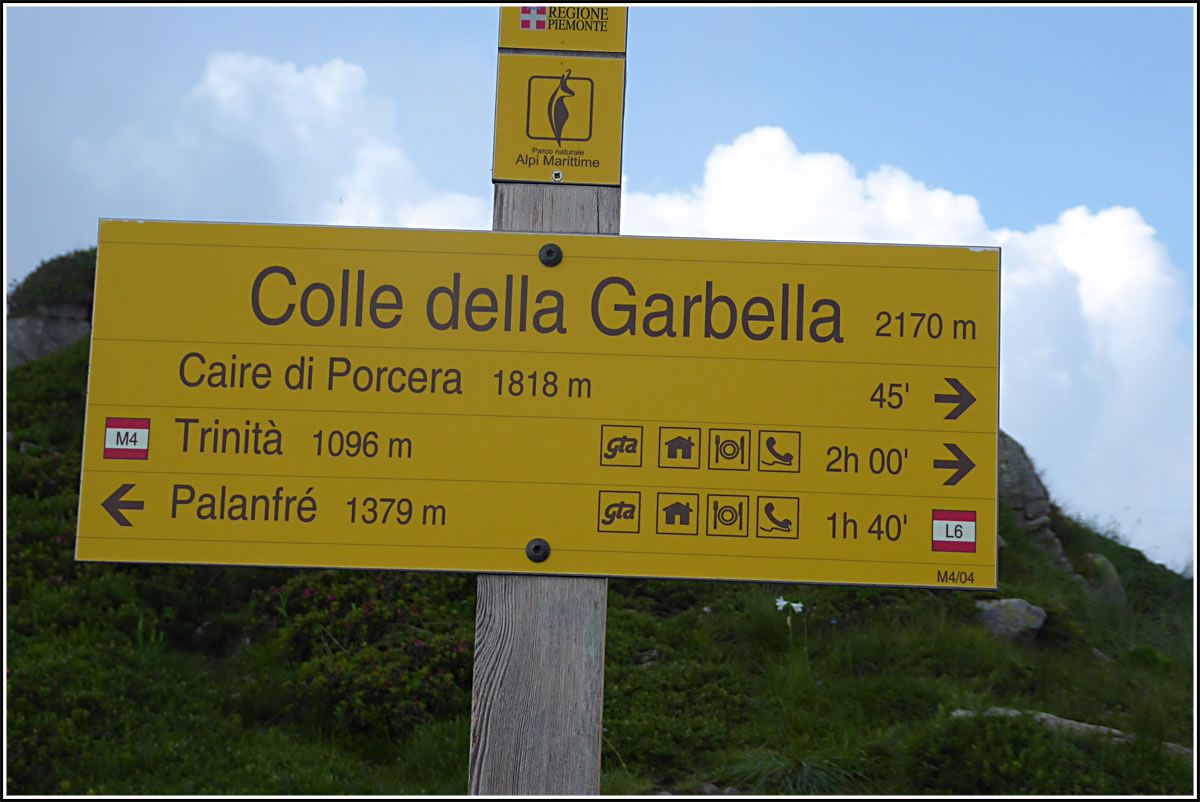 REGIONE
PIEMONTE
Parco naturale
Alpi Marittime
Colle della Garbella 2170 m
Caire di Porcera 1818 m 45'
M4 Trinità 1096 m gta 2h 00'
Palanfré 1379 m gta 1h 40' L6
M4/04